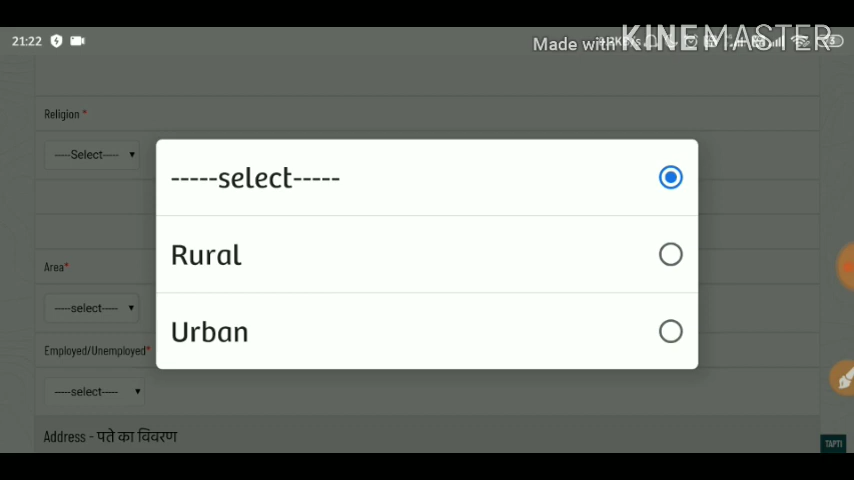 21:22
Made with KINEMASTER
Religion *
----Select---- ▼
-----select-----
Rural
Area*
----select---- ▼
Urban
Employed/Unemployed*
----select---- ▼
Address - पते का विवरण
TAPTI